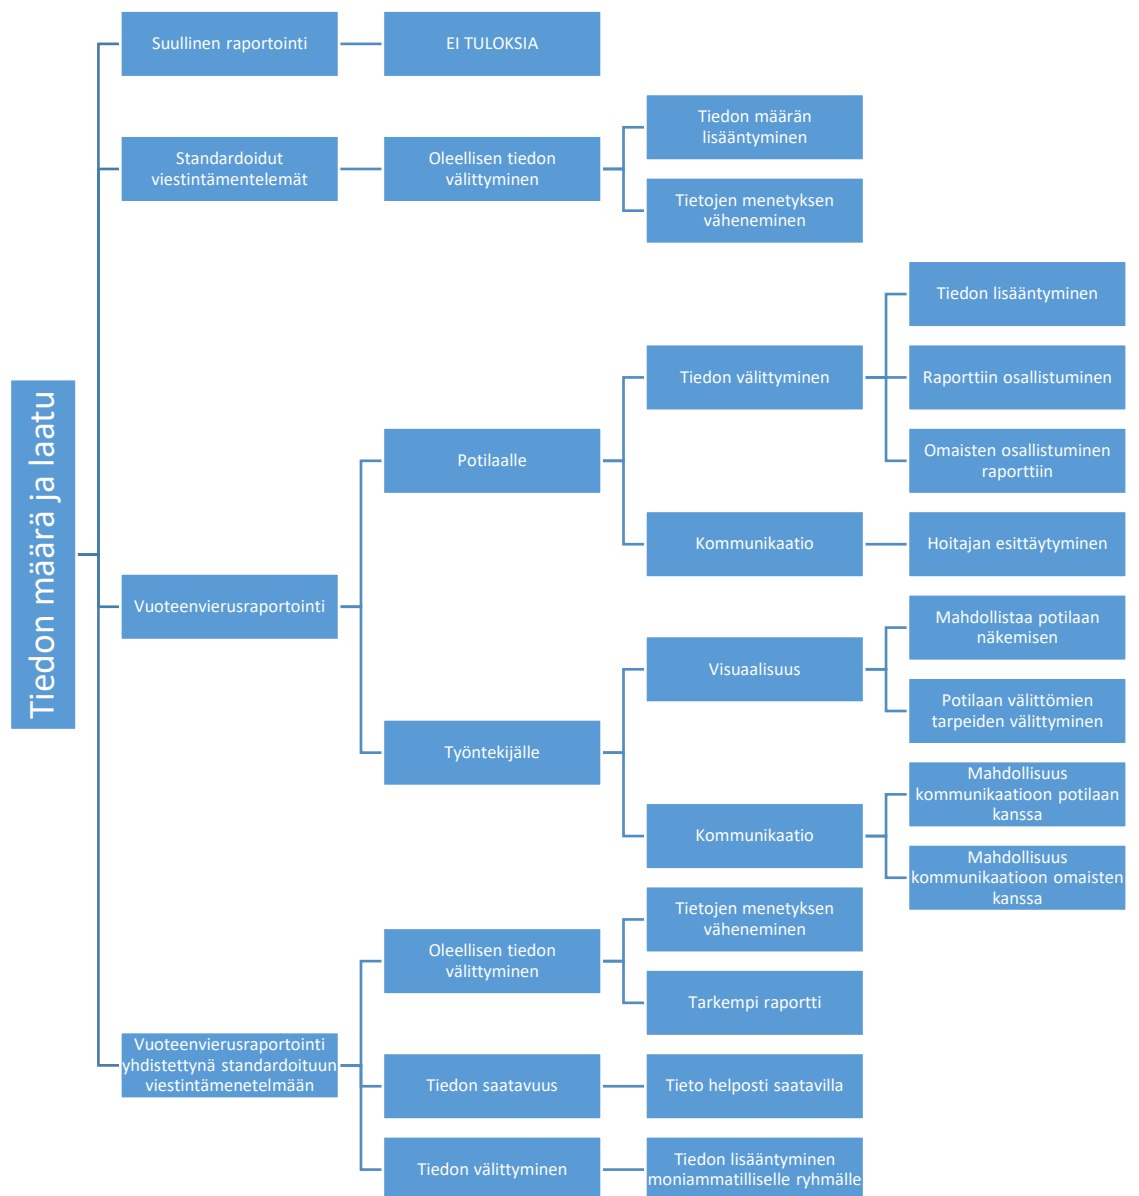 Tiedon määrä ja laatu
Suullinen raportointi
EI TULOKSIA
Standardoidut
viestintämentelemät
Oleellisen tiedon
välittyminen
Tiedon määrän
lisääntyminen
Tietojen menetyksen
väheneminen
Vuoteenvierusraportointi
Potilaalle
Tiedon välittyminen
Tiedon lisääntyminen
Raporttiin osallistuminen
Omaisten osallistuminen
raporttiin
Kommunikaatio
Hoitajan esittäytyminen
Työntekijälle
Visuaalisuus
Mahdollistaa potilaan
näkemisen
Potilaan välittömien
tarpeiden välittyminen
Kommunikaatio
Mahdollisuus
kommunikaatioon potilaan
kanssa
Mahdollisuus
kommunikaatioon omaisten
kanssa
Vuoteenvierusraportointi
yhdistettynä standardoituun
viestintämenetelmään
Oleellisen tiedon
välittyminen
Tietojen menetyksen
väheneminen
Tarkempi raportti
Tiedon saatavuus
Tieto helposti saatavilla
Tiedon välittyminen
Tiedon lisääntyminen
moniammatilliselle ryhmälle